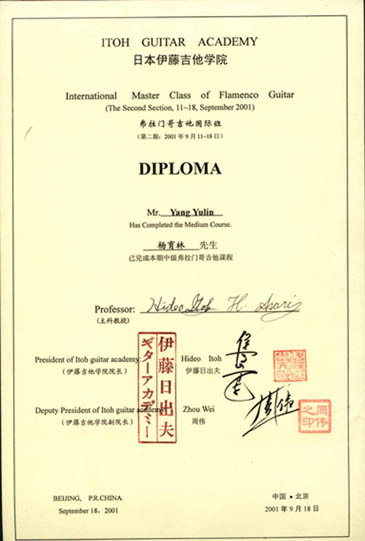 ITOH GUITAR ACADEMY
日本伊藤吉他学院
International Master Class of Flamenco Guitar
(The Second Section, 11~18, September 2001)
弗拉门哥吉他国际班
(第二期：2001年9月11-18日)
DIPLOMA
Mr. Yang Yulin
Has Completed the Medium Course.
杨育林 先生
已完成本期中级弗拉门哥吉他课程
Professor: Hideo Itoh H.
(主科教授)
President of Itoh guitar academy: Hideo Itoh
(伊藤吉他学院院长) 伊藤日出夫
Deputy President of Itoh guitar academy Zhou Wei
(伊藤吉他学院副院长) 周伟
伊藤日出夫
ギターアカデミー
周伟之印
BEIJING, P.R.CHINA. 中国·北京
September 18, 2001 2001年9月18日